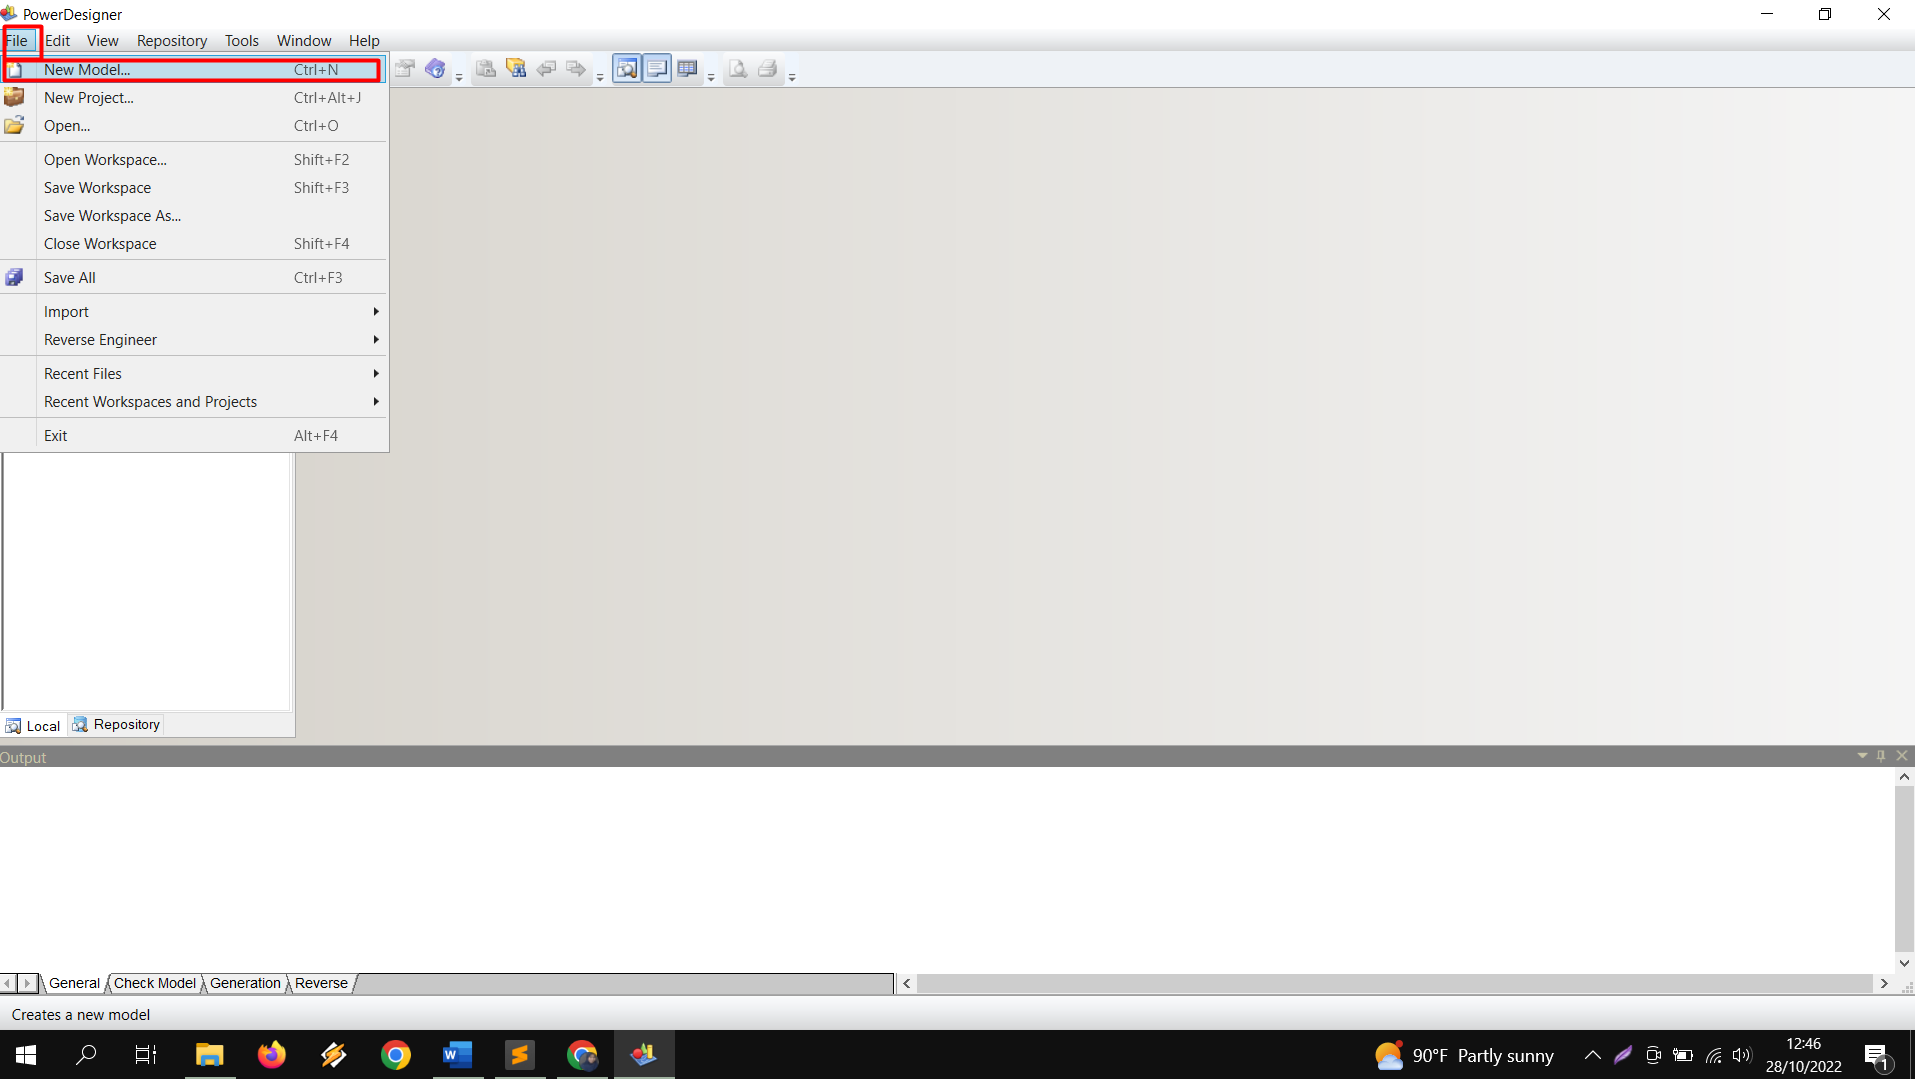 PowerDesigner
File Edit View Repository Tools Window Help
New Model... Ctrl+N
New Project... Ctrl+Alt+J
Open... Ctrl+O
Open Workspace... Shift+F2
Save Workspace Shift+F3
Save Workspace As...
Close Workspace Shift+F4
Save All Ctrl+F3
Import
Reverse Engineer
Recent Files
Recent Workspaces and Projects
Exit Alt+F4
Local Repository
Output
General Check Model Generation Reverse
Creates a new model
90°F Partly sunny
12:46
28/10/2022
1